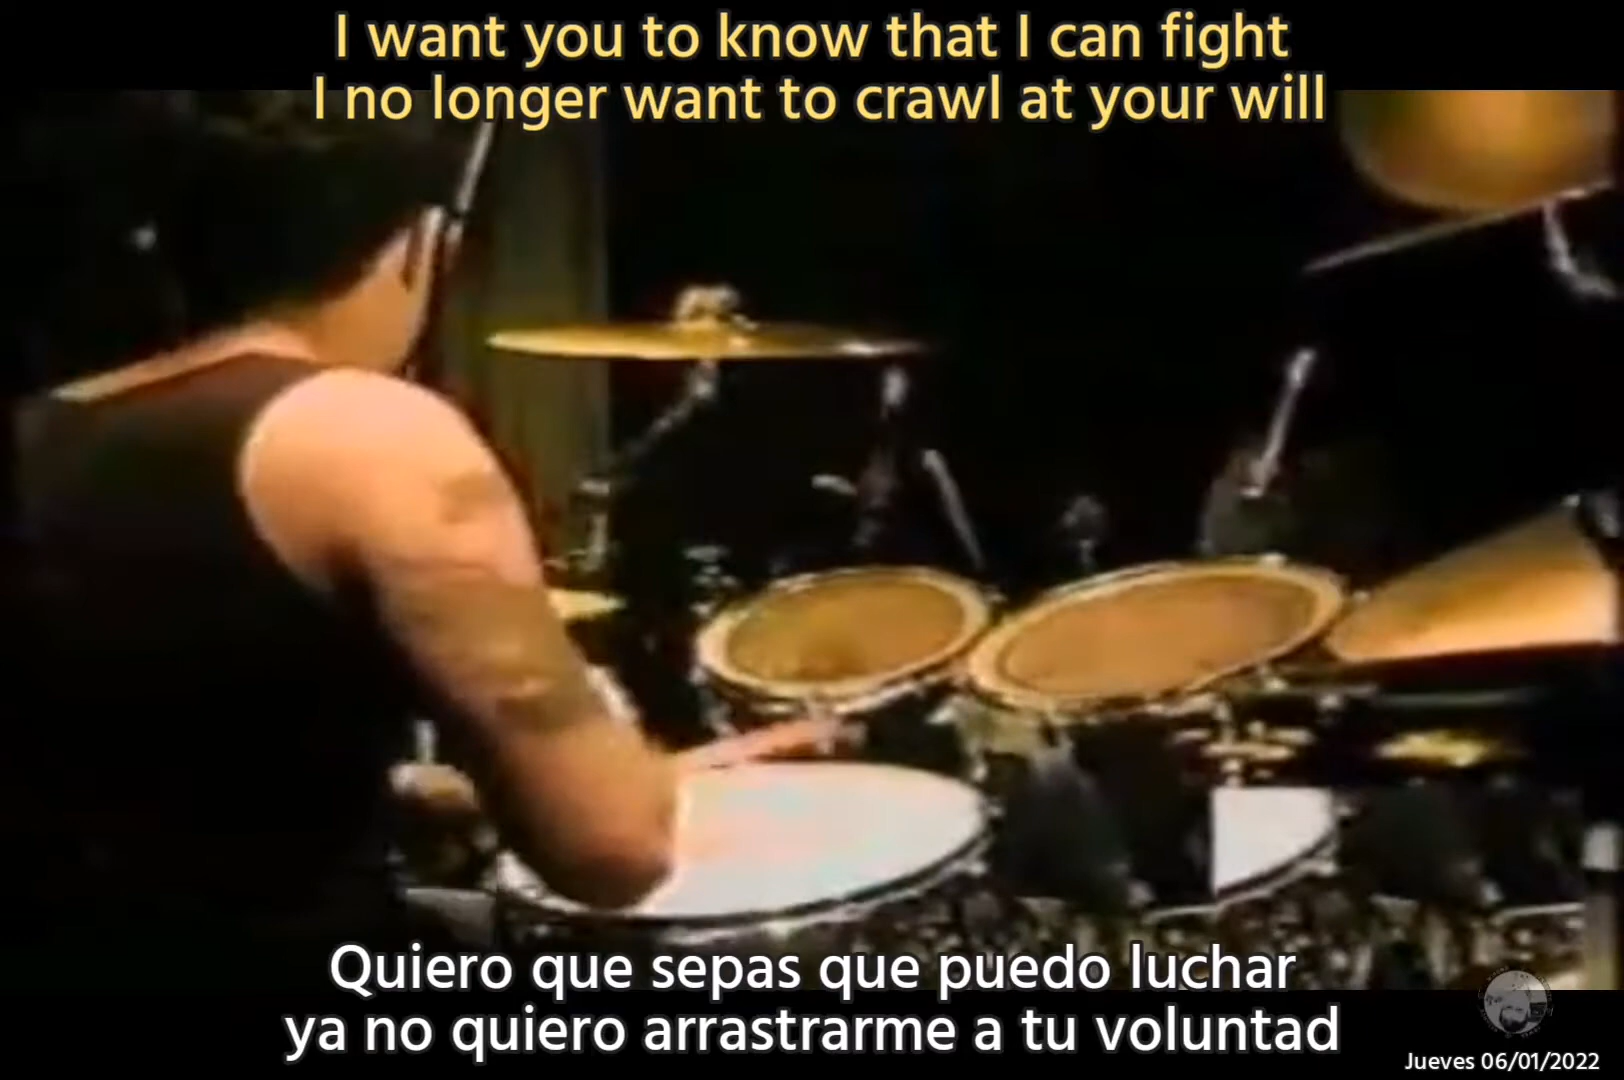 I want you to know that I can fight
I no longer want to crawl at your will
Quiero que sepas que puedo luchar
ya no quiero arrastrarme a tu voluntad
Jueves 06/01/2022